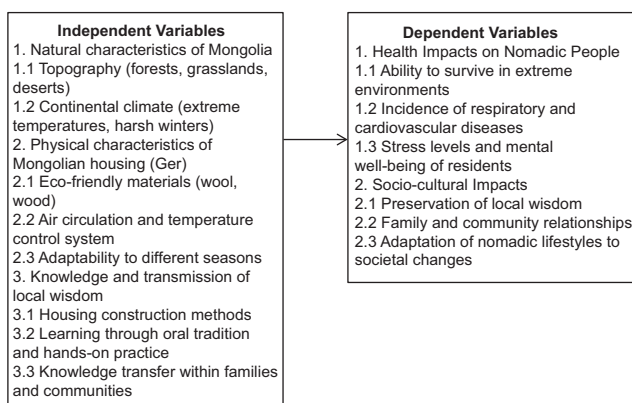 Independent Variables
1. Natural characteristics of Mongolia
1.1 Topography (forests, grasslands,
deserts)
1.2 Continental climate (extreme
temperatures, harsh winters)
2. Physical characteristics of
Mongolian housing (Ger)
2.1 Eco-friendly materials (wool,
wood)
2.2 Air circulation and temperature
control system
2.3 Adaptability to different seasons
3. Knowledge and transmission of
local wisdom
3.1 Housing construction methods
3.2 Learning through oral tradition
and hands-on practice
3.3 Knowledge transfer within families
and communities
Dependent Variables
1. Health Impacts on Nomadic People
1.1 Ability to survive in extreme
environments
1.2 Incidence of respiratory and
cardiovascular diseases
1.3 Stress levels and mental
well-being of residents
2. Socio-cultural Impacts
2.1 Preservation of local wisdom
2.2 Family and community relationships
2.3 Adaptation of nomadic lifestyles to
societal changes